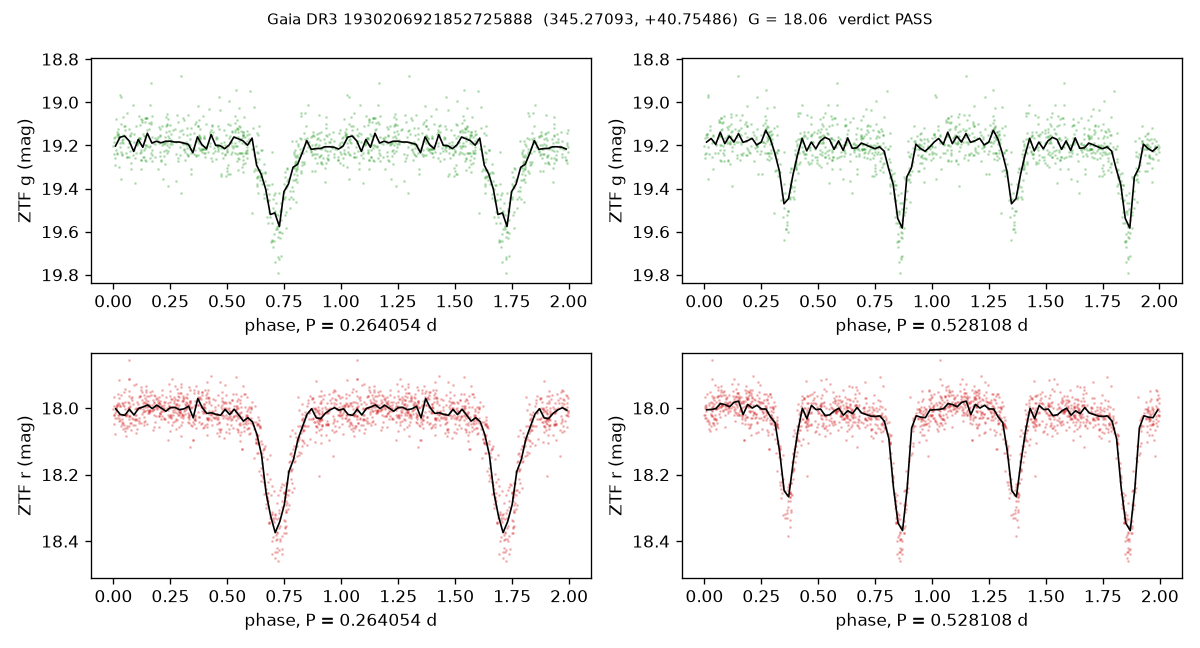 Gaia DR3 1930206921852725888 (345.27093, +40.75486) G = 18.06 verdict PASS
18.8
19.0
19.2
19.4
19.6
19.8
ZTF g (mag)
0.00 0.25 0.50 0.75 1.00 1.25 1.50 1.75 2.00
phase, P = 0.264054 d
18.8
19.0
19.2
19.4
19.6
19.8
ZTF g (mag)
0.00 0.25 0.50 0.75 1.00 1.25 1.50 1.75 2.00
phase, P = 0.528108 d
18.0
18.2
18.4
ZTF r (mag)
0.00 0.25 0.50 0.75 1.00 1.25 1.50 1.75 2.00
phase, P = 0.264054 d
18.0
18.2
18.4
ZTF r (mag)
0.00 0.25 0.50 0.75 1.00 1.25 1.50 1.75 2.00
phase, P = 0.528108 d